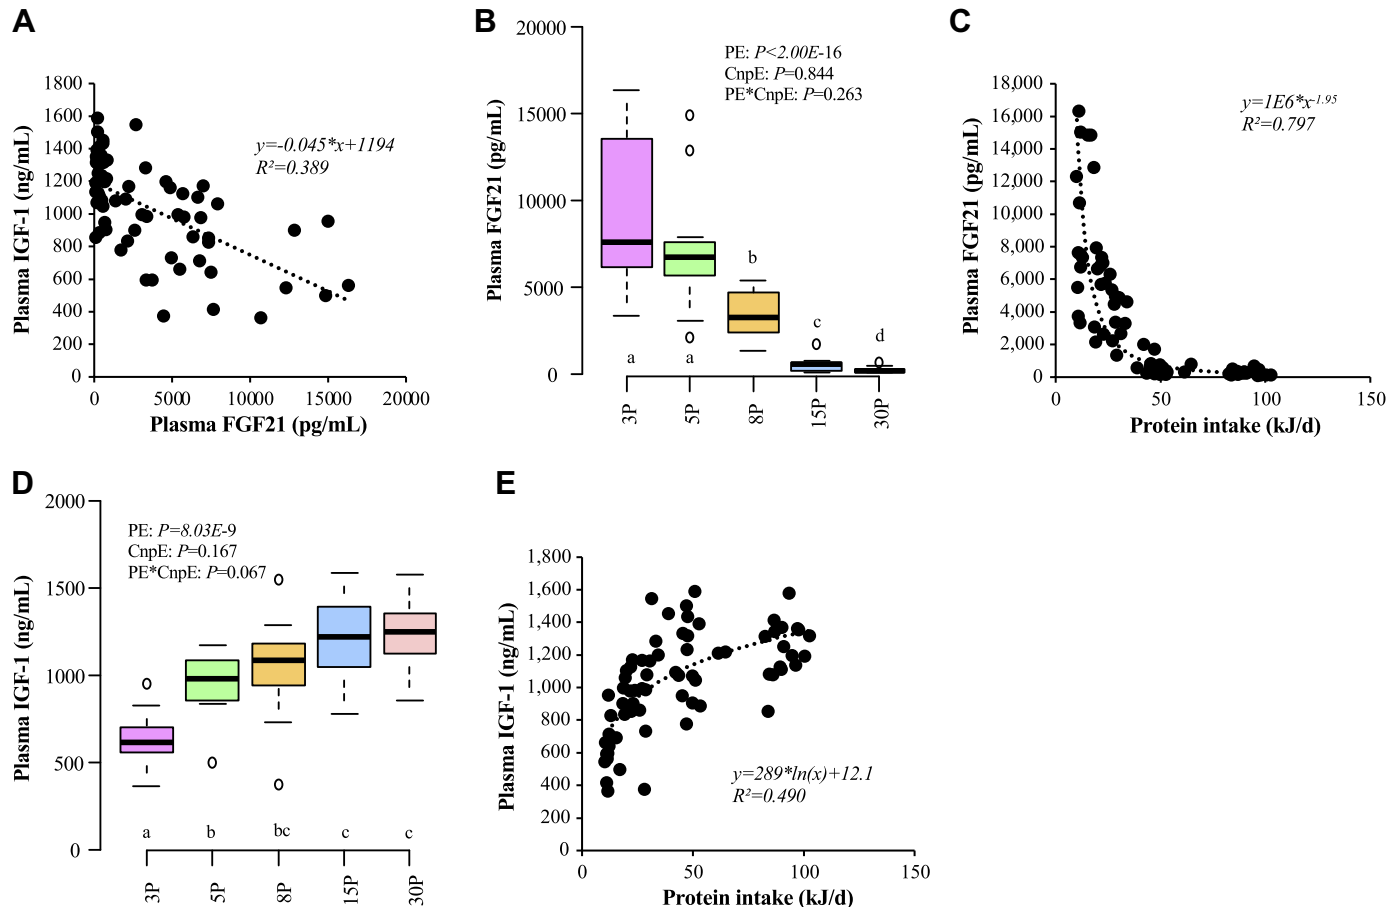 A
1800
1600
1400
1200
1000
800
600
400
200
0
Plasma IGF-1 (ng/mL)
y=-0.045*x+1194
R²=0.389
0 5000 10000 15000 20000
Plasma FGF21 (pg/mL)
B
20000
15000
10000
5000
0
Plasma FGF21 (pg/mL)
PE: P<2.00E-16
CnpE: P=0.844
PE*CnpE: P=0.263
a a b c d
3P 5P 8P 15P 30P
C
18,000
16,000
14,000
12,000
10,000
8,000
6,000
4,000
2,000
0
Plasma FGF21 (pg/mL)
y=1E6*x-1.95
R²=0.797
0 50 100 150
Protein intake (kJ/d)
D
2000
1500
1000
500
0
Plasma IGF-1 (ng/mL)
PE: P=8.03E-9
CnpE: P=0.167
PE*CnpE: P=0.067
a b bc c c
3P 5P 8P 15P 30P
E
1,800
1,600
1,400
1,200
1,000
800
600
400
200
0
Plasma IGF-1 (ng/mL)
y=289*ln(x)+12.1
R²=0.490
0 50 100 150
Protein intake (kJ/d)